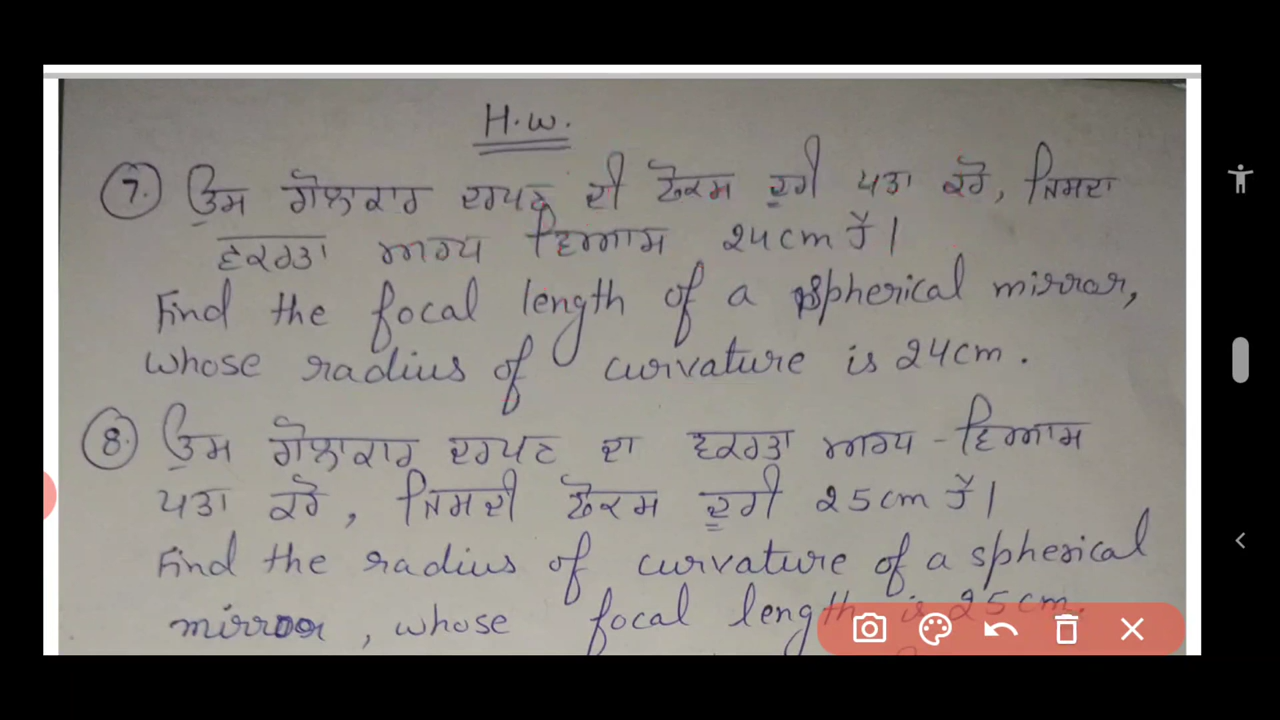 H.W.
7. ਉਸ ਗੋਲਾਕਾਰ ਦਰਪਣ ਦੀ ਫੋਕਸ ਦੂਰੀ ਪਤਾ ਕਰੋ, ਜਿਸਦਾ
ਵਕਰਤਾ ਅਰਧ ਵਿਆਸ 24cm ਹੈ।
Find the focal length of a spherical mirror,
whose radius of curvature is 24cm.
8. ਉਸ ਗੋਲਾਕਾਰ ਦਰਪਣ ਦਾ ਵਕਰਤਾ ਅਰਧ-ਵਿਆਸ
ਪਤਾ ਕਰੋ, ਜਿਸਦੀ ਫੋਕਸ ਦੂਰੀ 25cm ਹੈ।
Find the radius of curvature of a spherical
mirror, whose focal length is 25cm.